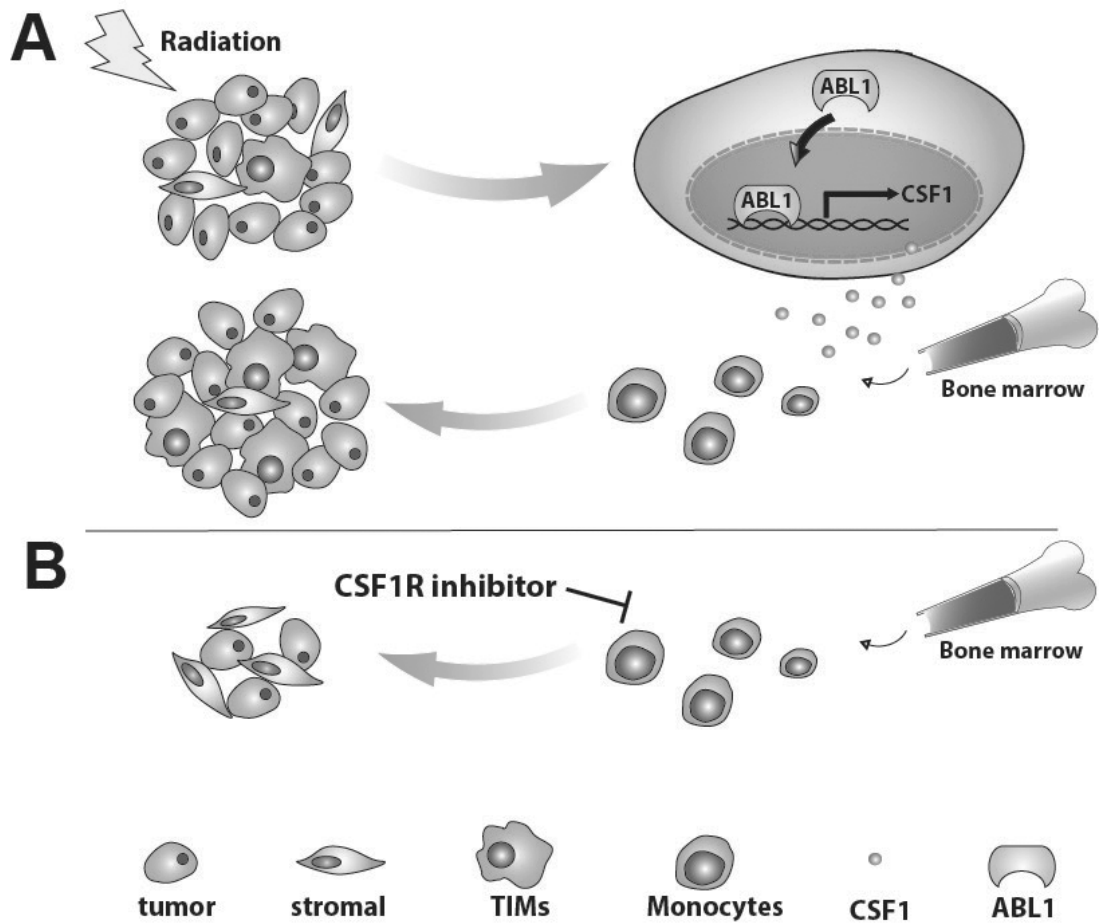 A
Radiation
ABL1
ABL1
CSF1
Bone marrow
B
CSF1R inhibitor
Bone marrow
tumor
stromal
TIMs
Monocytes
CSF1
ABL1